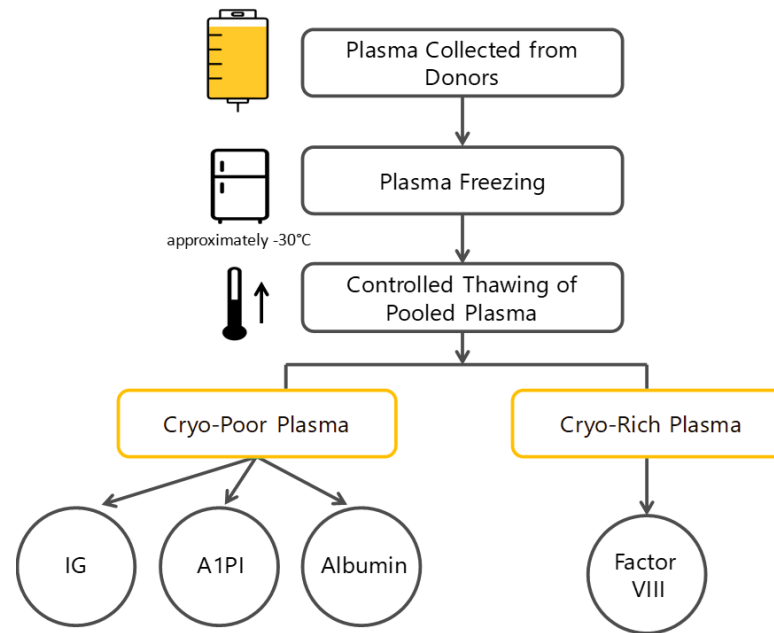 Plasma Collected from
Donors
Plasma Freezing
approximately -30°C
Controlled Thawing of
Pooled Plasma
Cryo-Poor Plasma
Cryo-Rich Plasma
IG
A1PI
Albumin
Factor
VIII